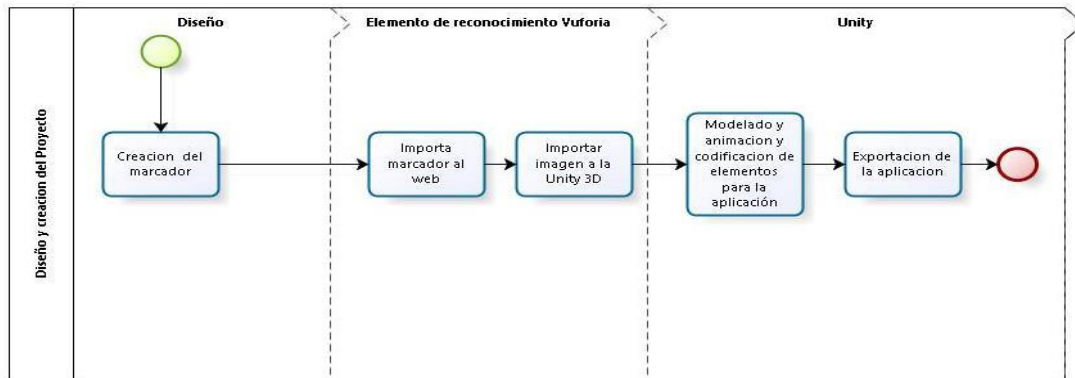 Diseño
Elemento de reconocimiento Vuforia
Unity
Diseño y creacion del Proyecto
Creacion del
marcador
Importa
marcador al
web
Importar
imagen a la
Unity 3D
Modelado y
animacion y
codificacion de
elementos
para la
aplicación
Exportacion de
la aplicacion